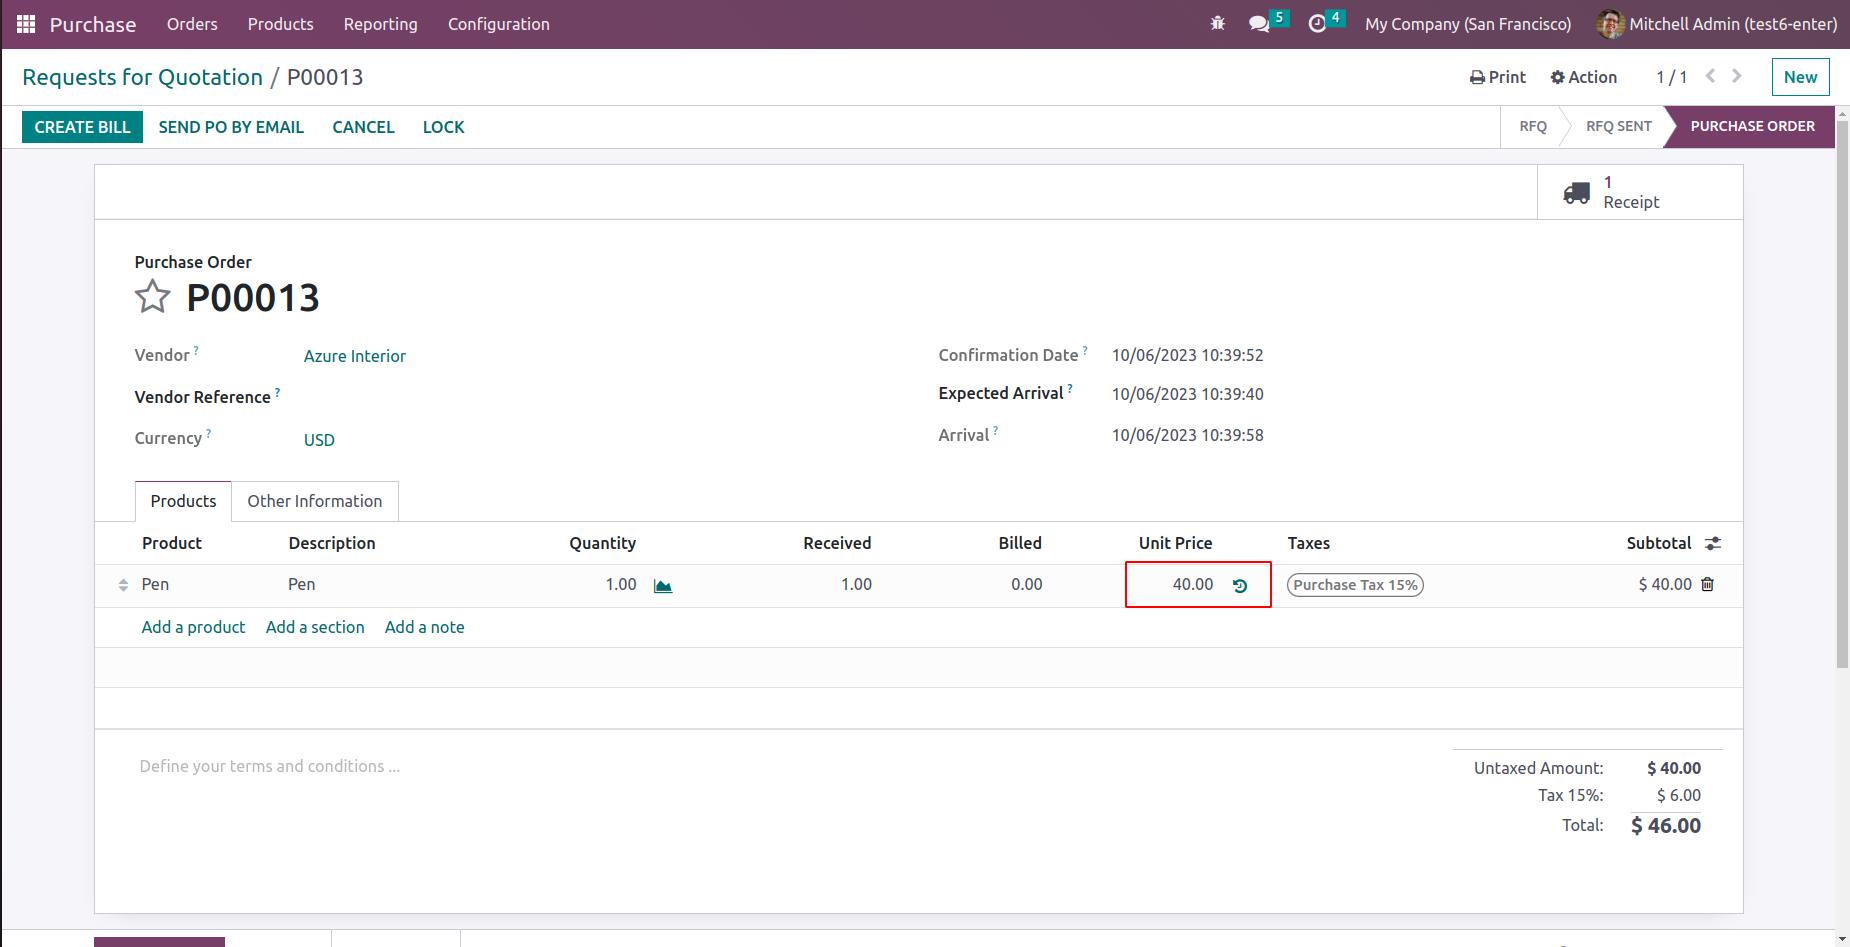 Purchase Orders Products Reporting Configuration 5 4 My Company (San Francisco) Mitchell Admin (test6-enter)
Requests for Quotation / P00013 Print Action 1 / 1 New
CREATE BILL SEND PO BY EMAIL CANCEL LOCK RFQ RFQ SENT PURCHASE ORDER
1
Receipt
Purchase Order
P00013
Vendor ? Azure Interior Confirmation Date ? 10/06/2023 10:39:52
Vendor Reference ? Expected Arrival ? 10/06/2023 10:39:40
Currency ? USD Arrival ? 10/06/2023 10:39:58
Products Other Information
Product Description Quantity Received Billed Unit Price Taxes Subtotal
Pen Pen 1.00 1.00 0.00 40.00 Purchase Tax 15% $ 40.00
Add a product Add a section Add a note
Define your terms and conditions ... Untaxed Amount: $ 40.00
Tax 15%: $ 6.00
Total: $ 46.00